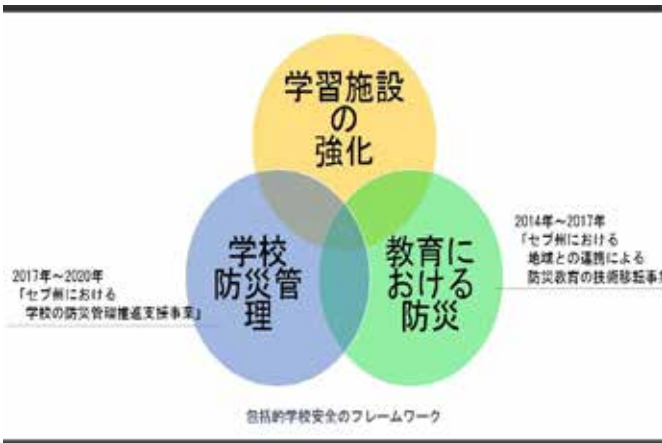 学習施設
の
強化
学校
防災管
理
教育に
おける
防災
2017年～2020年
「セブ州における
学校の防災管理推進支援事業」
2014年～2017年
「セブ州における
地域との連携による
防災教育の技術移転事
包括的学校安全のフレームワーク